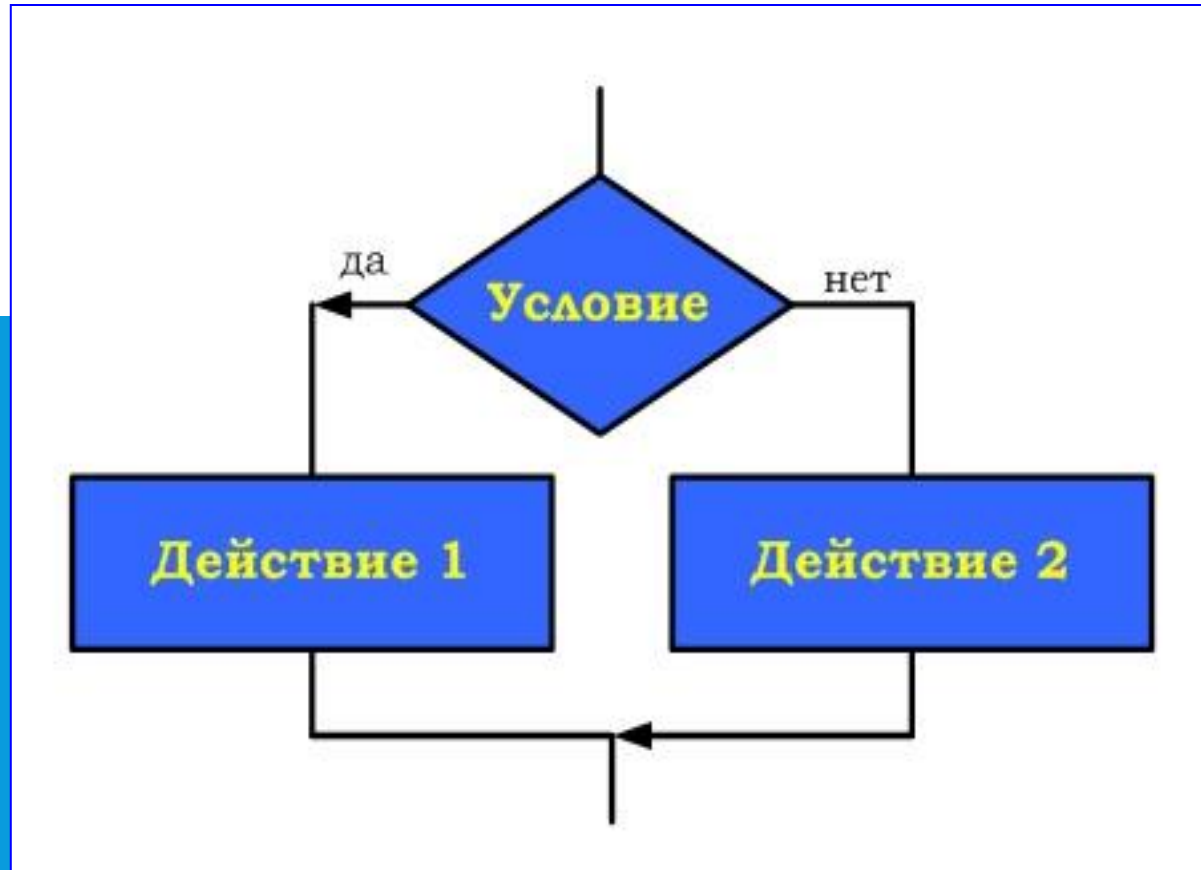 да
нет
Условие
Действие 1
Действие 2